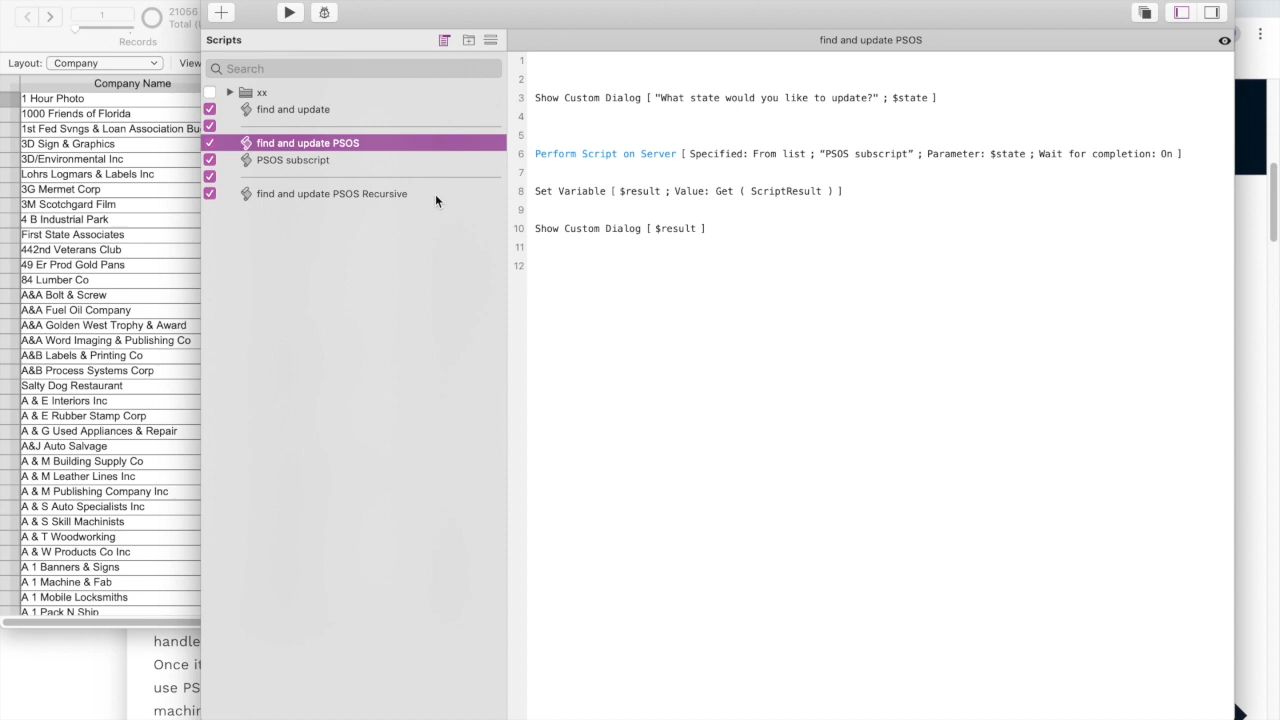 1
21056
Total (
Records
Layout: Company
View
Company Name
1 Hour Photo
1000 Friends of Florida
1st Fed Svngs & Loan Association Bu
3D Sign & Graphics
3D/Environmental Inc
Lohrs Logmars & Labels Inc
3G Mermet Corp
3M Scotchgard Film
4 B Industrial Park
First State Associates
442nd Veterans Club
49 Er Prod Gold Pans
84 Lumber Co
A&A Bolt & Screw
A&A Fuel Oil Company
A&A Golden West Trophy & Award
A&A Word Imaging & Publishing Co
A&B Labels & Printing Co
A&B Process Systems Corp
Salty Dog Restaurant
A & E Interiors Inc
A & E Rubber Stamp Corp
A & G Used Appliances & Repair
A&J Auto Salvage
A & M Building Supply Co
A & M Leather Lines Inc
A & M Publishing Company Inc
A & S Auto Specialists Inc
A & S Skill Machinists
A & T Woodworking
A & W Products Co Inc
A 1 Banners & Signs
A 1 Machine & Fab
A 1 Mobile Locksmiths
A 1 Pack N Ship
handle
Once it
use PS
machin
Scripts
Search
xx
find and update
find and update PSOS
PSOS subscript
find and update PSOS Recursive
find and update PSOS
1
2
3 Show Custom Dialog [ "What state would you like to update?" ; $state ]
4
5
6 Perform Script on Server [ Specified: From list ; “PSOS subscript” ; Parameter: $state ; Wait for completion: On ]
7
8 Set Variable [ $result ; Value: Get ( ScriptResult ) ]
9
10 Show Custom Dialog [ $result ]
11
12